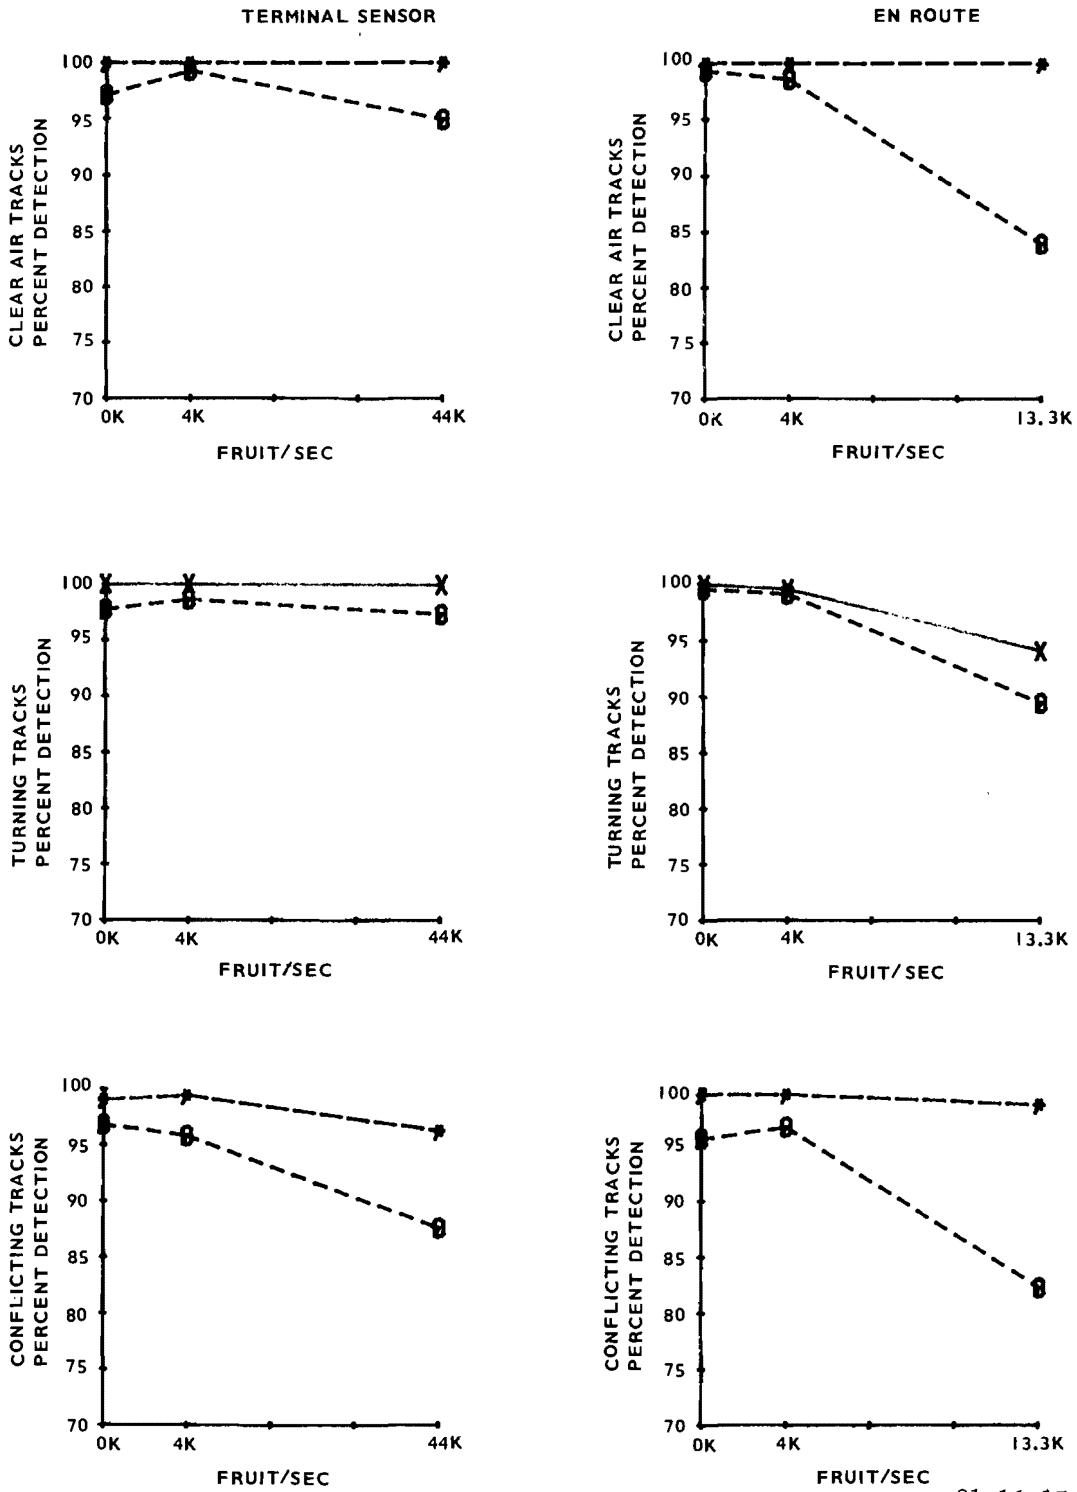 TERMINAL SENSOR
EN ROUTE
CLEAR AIR TRACKS
PERCENT DETECTION
100
95
90
85
80
75
70
0K 4K 44K
FRUIT/SEC
CLEAR AIR TRACKS
PERCENT DETECTION
100
95
90
85
80
75
70
0K 4K 13.3K
FRUIT/SEC
TURNING TRACKS
PERCENT DETECTION
100
95
90
85
80
75
70
0K 4K 44K
FRUIT/SEC
TURNING TRACKS
PERCENT DETECTION
100
95
90
85
80
75
70
0K 4K 13.3K
FRUIT/SEC
CONFLICTING TRACKS
PERCENT DETECTION
100
95
90
85
80
75
70
0K 4K 44K
FRUIT/SEC
CONFLICTING TRACKS
PERCENT DETECTION
100
95
90
85
80
75
70
0K 4K 13.3K
FRUIT/SEC